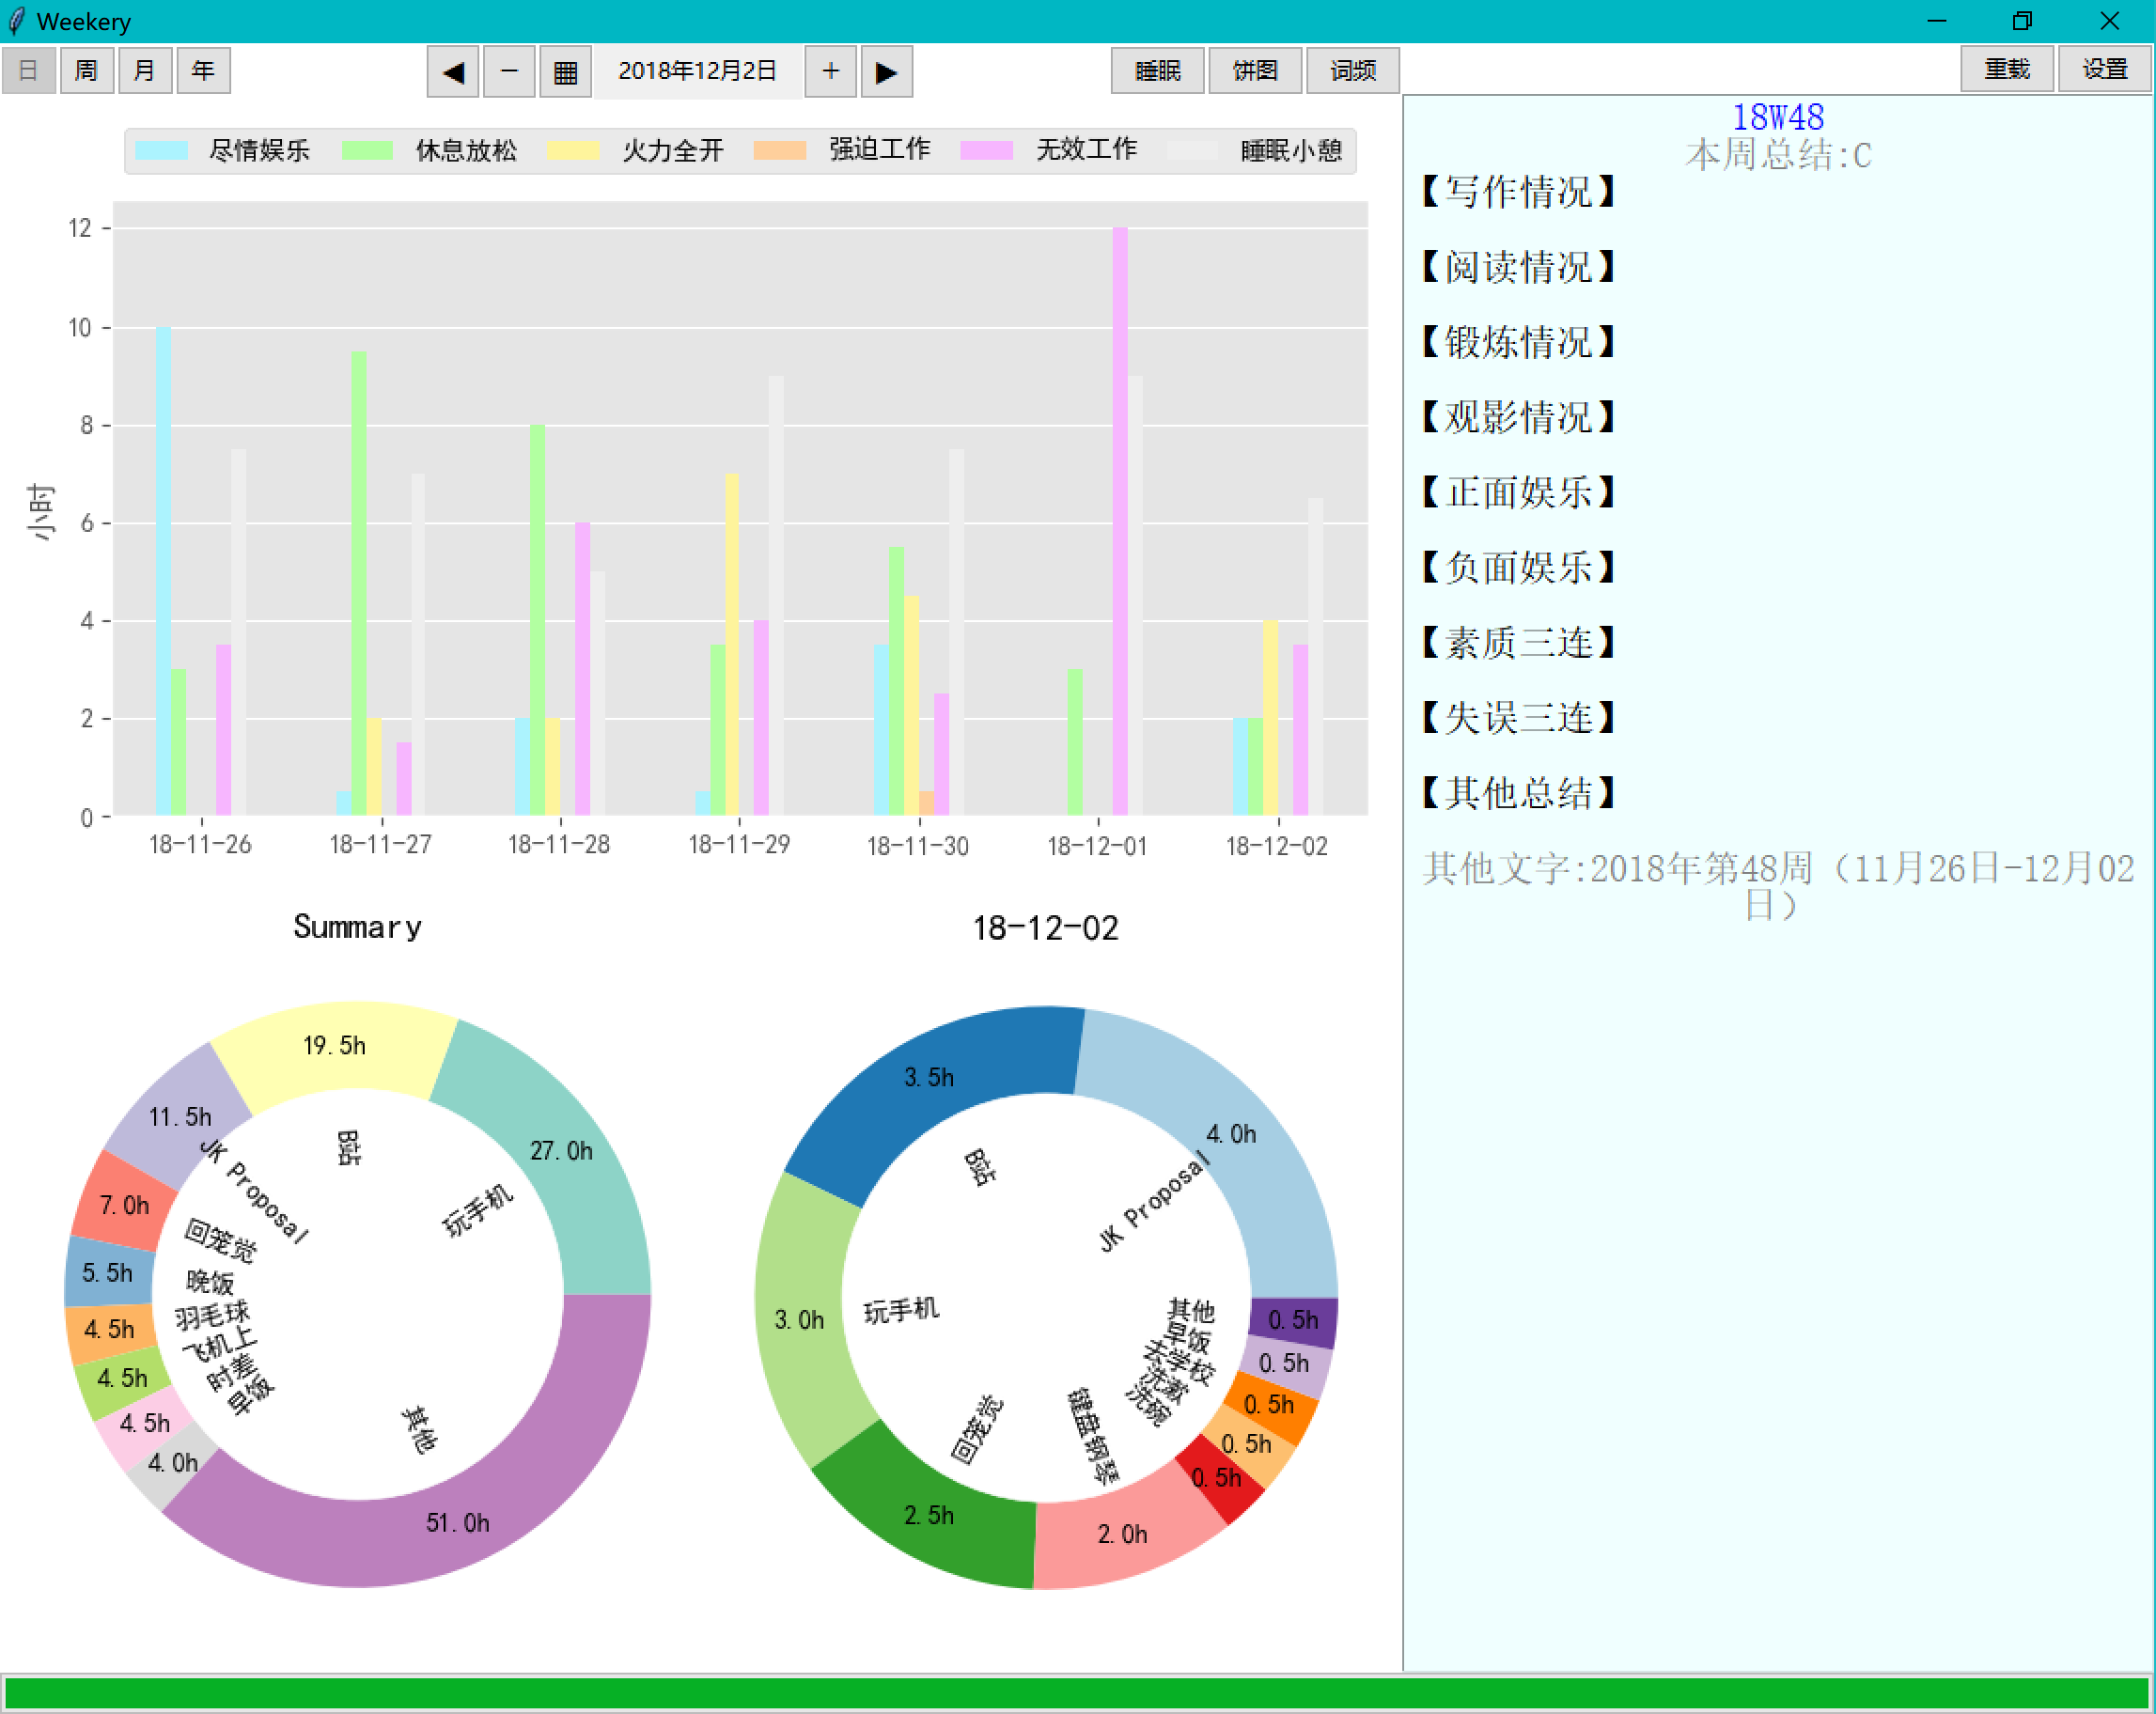 Weekery
日 周 月 年 ◀ − ▦ 2018年12月2日 + ▶ 睡眠 饼图 词频 重载 设置
尽情娱乐 休息放松 火力全开 强迫工作 无效工作 睡眠小憩
小时
12
10
8
6
4
2
0
18-11-26 18-11-27 18-11-28 18-11-29 18-11-30 18-12-01 18-12-02
Summary
19.5h
27.0h
11.5h
7.0h
5.5h
4.5h
4.5h
4.5h
4.0h
51.0h
B站
玩手机
JK Proposal
回笼觉
晚饭
羽毛球
飞机上
时差
早饭
其他
18-12-02
3.5h
4.0h
3.0h
2.5h
2.0h
0.5h
0.5h
0.5h
0.5h
0.5h
B站
JK Proposal
玩手机
回笼觉
键盘钢琴
其他
早饭
去学校
洗漱
洗碗
18W48
本周总结:C
【写作情况】
【阅读情况】
【锻炼情况】
【观影情况】
【正面娱乐】
【负面娱乐】
【素质三连】
【失误三连】
【其他总结】
其他文字:2018年第48周（11月26日-12月02
日）